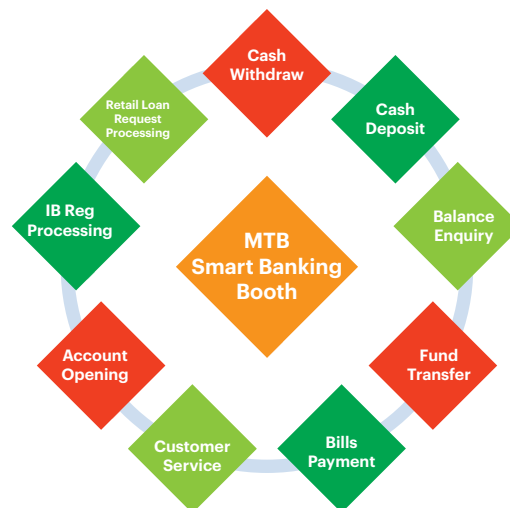 Cash
Withdraw
Cash
Deposit
Balance
Enquiry
Fund
Transfer
Bills
Payment
Customer
Service
Account
Opening
IB Reg
Processing
Retail Loan
Request
Processing
MTB
Smart Banking
Booth